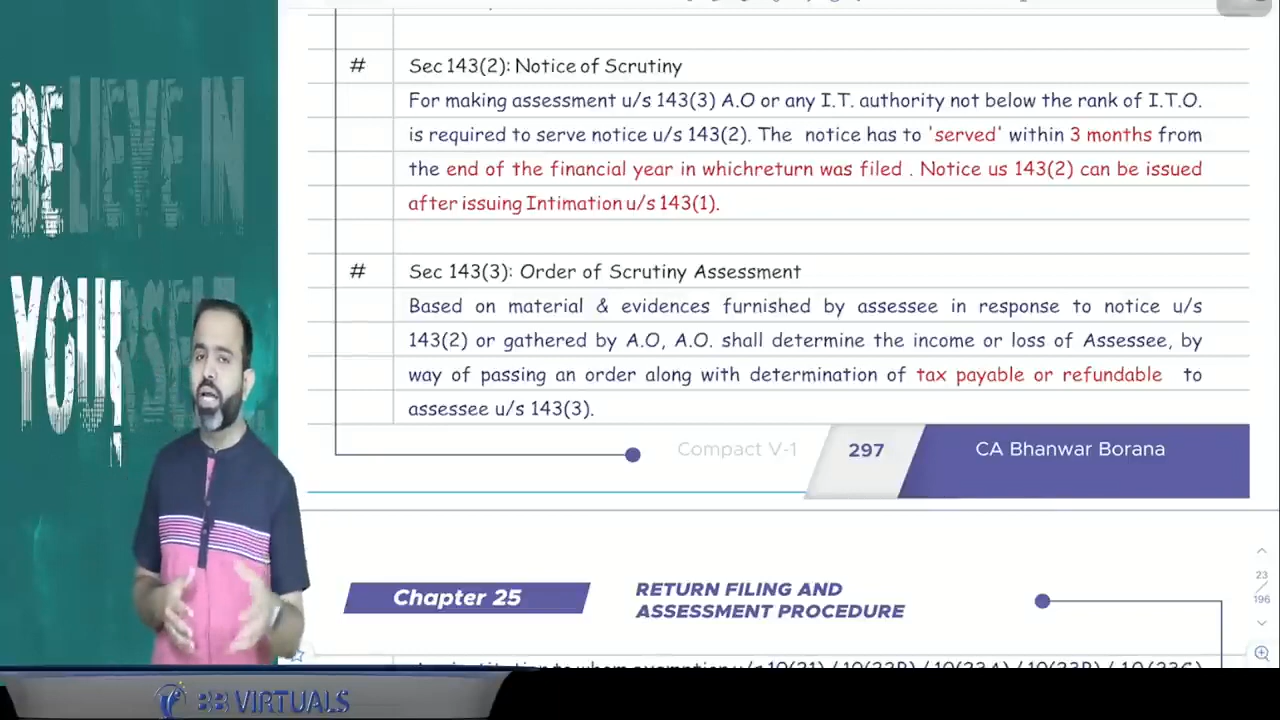 BELIEVE IN
YOURSELF
# Sec 143(2): Notice of Scrutiny
For making assessment u/s 143(3) A.O or any I.T. authority not below the rank of I.T.O.
is required to serve notice u/s 143(2). The notice has to 'served' within 3 months from
the end of the financial year in whichreturn was filed . Notice us 143(2) can be issued
after issuing Intimation u/s 143(1).
# Sec 143(3): Order of Scrutiny Assessment
Based on material & evidences furnished by assessee in response to notice u/s
143(2) or gathered by A.O, A.O. shall determine the income or loss of Assessee, by
way of passing an order along with determination of tax payable or refundable to
assessee u/s 143(3).
Compact V-1 297 CA Bhanwar Borana
Chapter 25
RETURN FILING AND
ASSESSMENT PROCEDURE
23
/
196
BB VIRTUALS